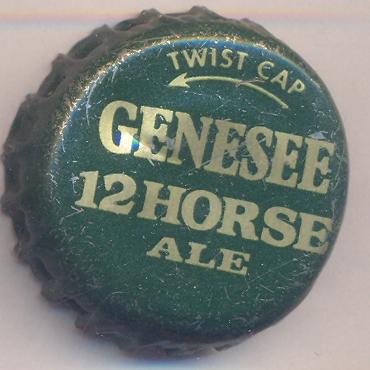 TWIST CAP
GENESEE
12 HORSE
ALE